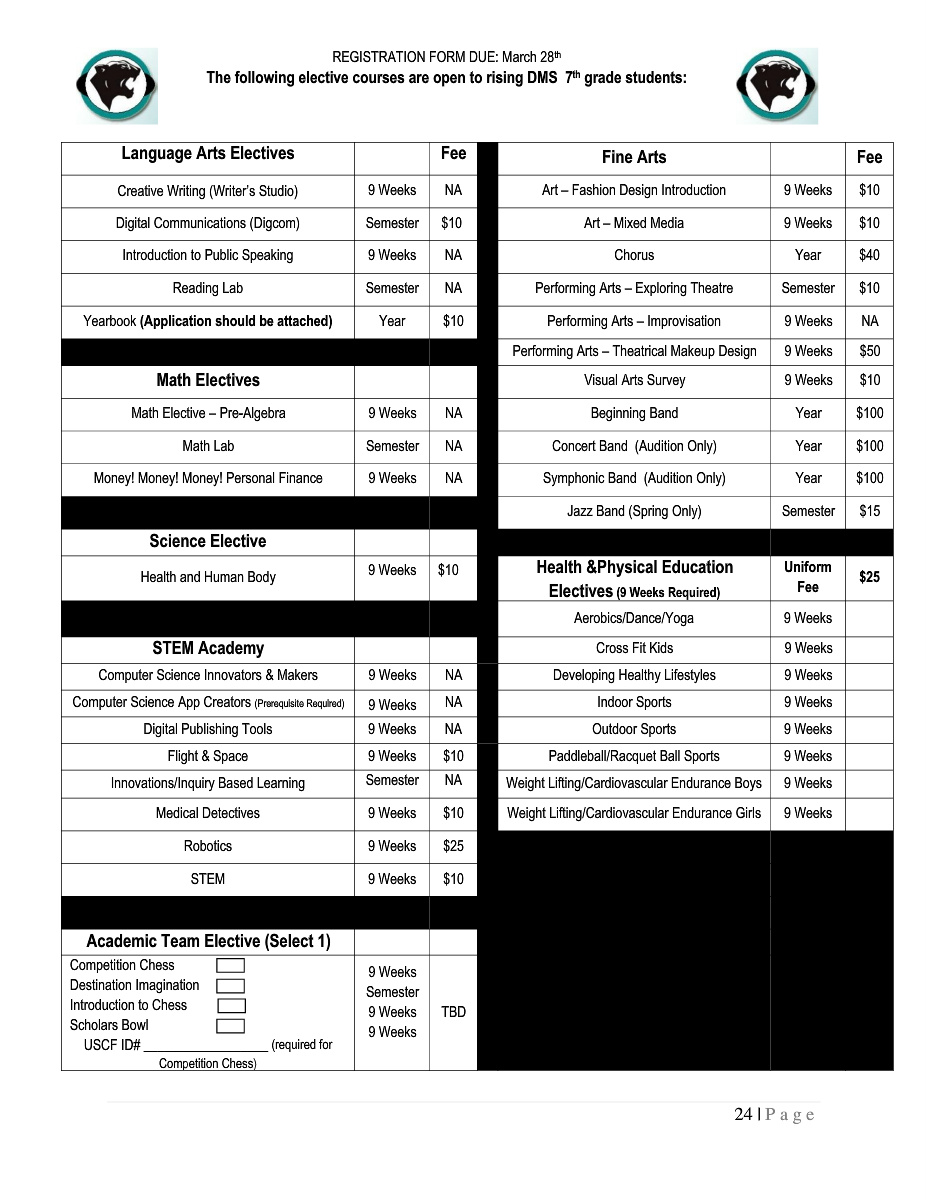 REGISTRATION FORM DUE: March 28th
The following elective courses are open to rising DMS 7th grade students:
Language Arts Electives Fee
Creative Writing (Writer’s Studio) 9 Weeks NA
Digital Communications (Digcom) Semester $10
Introduction to Public Speaking 9 Weeks NA
Reading Lab Semester NA
Yearbook (Application should be attached) Year $10
Math Electives
Math Elective – Pre-Algebra 9 Weeks NA
Math Lab Semester NA
Money! Money! Money! Personal Finance 9 Weeks NA
Science Elective
Health and Human Body 9 Weeks $10
STEM Academy
Computer Science Innovators & Makers 9 Weeks NA
Computer Science App Creators (Prerequisite Required) 9 Weeks NA
Digital Publishing Tools 9 Weeks NA
Flight & Space 9 Weeks $10
Innovations/Inquiry Based Learning Semester NA
Medical Detectives 9 Weeks $10
Robotics 9 Weeks $25
STEM 9 Weeks $10
Academic Team Elective (Select 1)
Competition Chess 9 Weeks
Destination Imagination Semester
Introduction to Chess 9 Weeks TBD
Scholars Bowl 9 Weeks
USCF ID# __________________ (required for
Competition Chess)
Fine Arts Fee
Art – Fashion Design Introduction 9 Weeks $10
Art – Mixed Media 9 Weeks $10
Chorus Year $40
Performing Arts – Exploring Theatre Semester $10
Performing Arts – Improvisation 9 Weeks NA
Performing Arts – Theatrical Makeup Design 9 Weeks $50
Visual Arts Survey 9 Weeks $10
Beginning Band Year $100
Concert Band (Audition Only) Year $100
Symphonic Band (Audition Only) Year $100
Jazz Band (Spring Only) Semester $15
Health &Physical Education Uniform $25
Electives (9 Weeks Required) Fee
Aerobics/Dance/Yoga 9 Weeks
Cross Fit Kids 9 Weeks
Developing Healthy Lifestyles 9 Weeks
Indoor Sports 9 Weeks
Outdoor Sports 9 Weeks
Paddleball/Racquet Ball Sports 9 Weeks
Weight Lifting/Cardiovascular Endurance Boys 9 Weeks
Weight Lifting/Cardiovascular Endurance Girls 9 Weeks
24 | Page